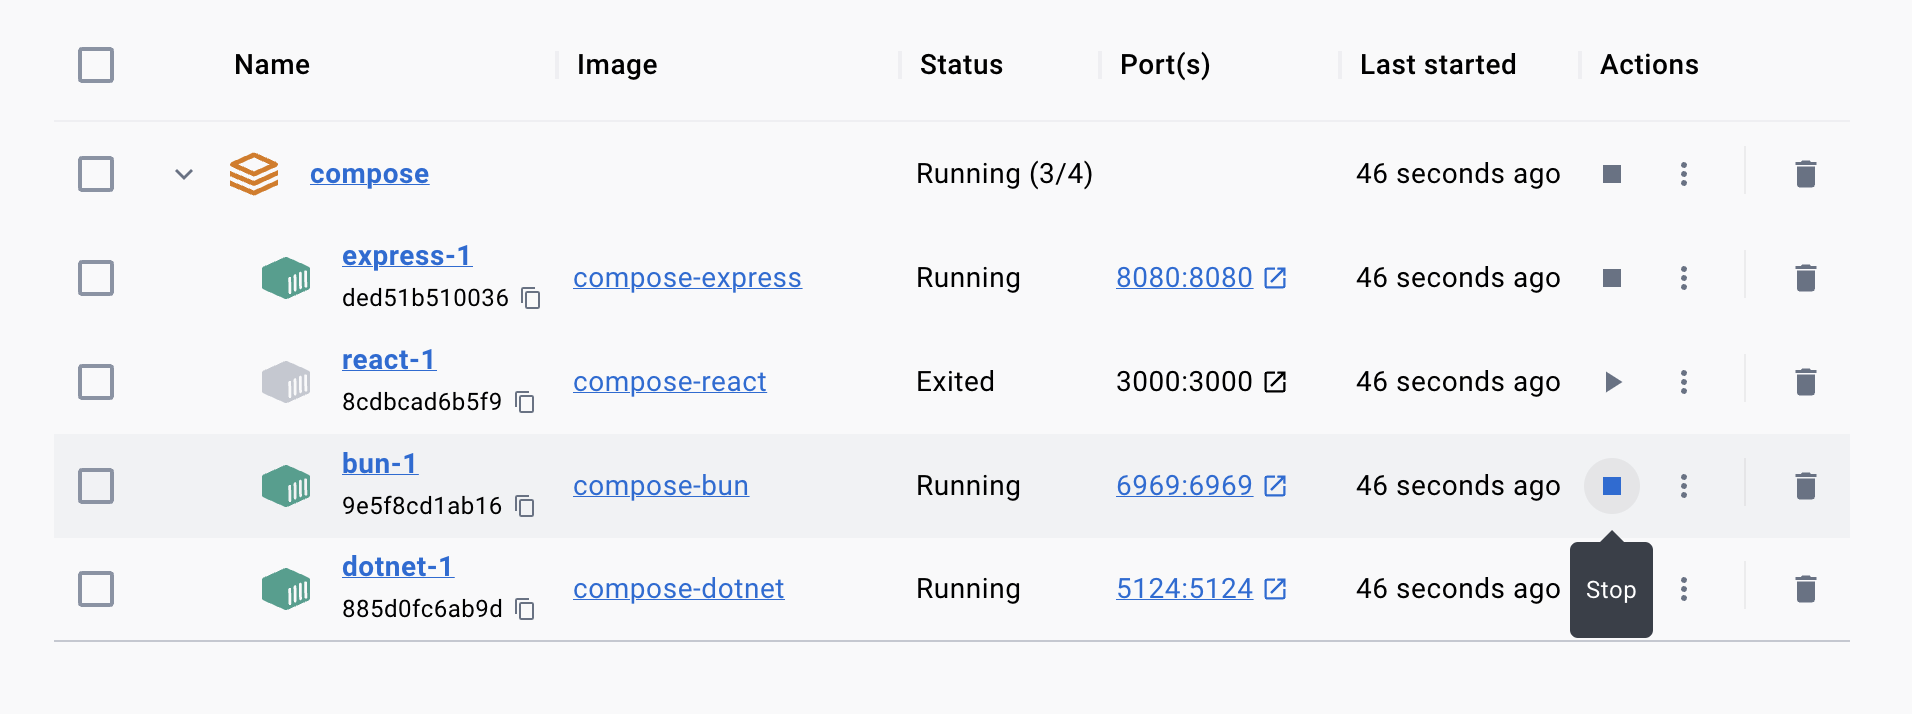 Name Image Status Port(s) Last started Actions
compose Running (3/4) 46 seconds ago
express-1
ded51b510036 compose-express Running 8080:8080 46 seconds ago
react-1
8cdbcad6b5f9 compose-react Exited 3000:3000 46 seconds ago
bun-1
9e5f8cd1ab16 compose-bun Running 6969:6969 46 seconds ago
dotnet-1
885d0fc6ab9d compose-dotnet Running 5124:5124 46 seconds ago Stop